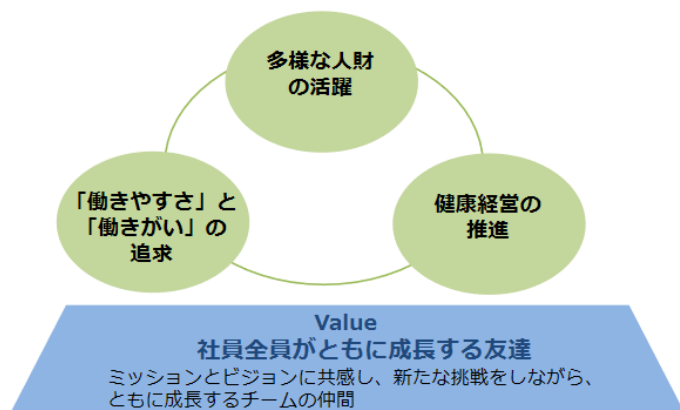 多様な人財
の活躍
「働きやすさ」と
「働きがい」の
追求
健康経営の
推進
Value
社員全員がともに成長する友達
ミッションとビジョンに共感し、新たな挑戦をしながら、
ともに成長するチームの仲間